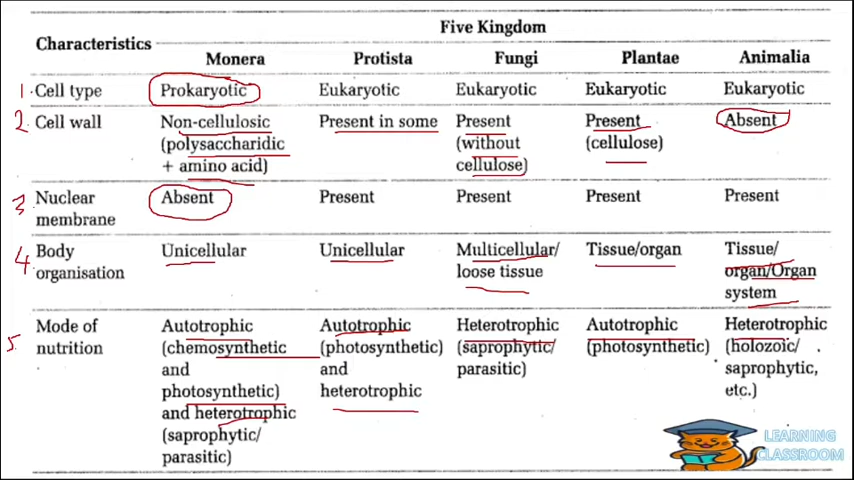 Five Kingdom
Characteristics
Monera Protista Fungi Plantae Animalia
1. Cell type Prokaryotic Eukaryotic Eukaryotic Eukaryotic Eukaryotic
2. Cell wall Non-cellulosic Present in some Present Present Absent
(polysaccharidic (without (cellulose)
+ amino acid) cellulose)
3 Nuclear Absent Present Present Present Present
membrane
4 Body Unicellular Unicellular Multicellular/ Tissue/organ Tissue/
organisation loose tissue organ/Organ
system
5. Mode of Autotrophic Autotrophic Heterotrophic Autotrophic Heterotrophic
nutrition (chemosynthetic (photosynthetic) (saprophytic/ (photosynthetic) (holozoic/
and and parasitic) saprophytic,
photosynthetic) heterotrophic etc.)
and heterotrophic
(saprophytic/
parasitic)
LEARNING
CLASSROOM